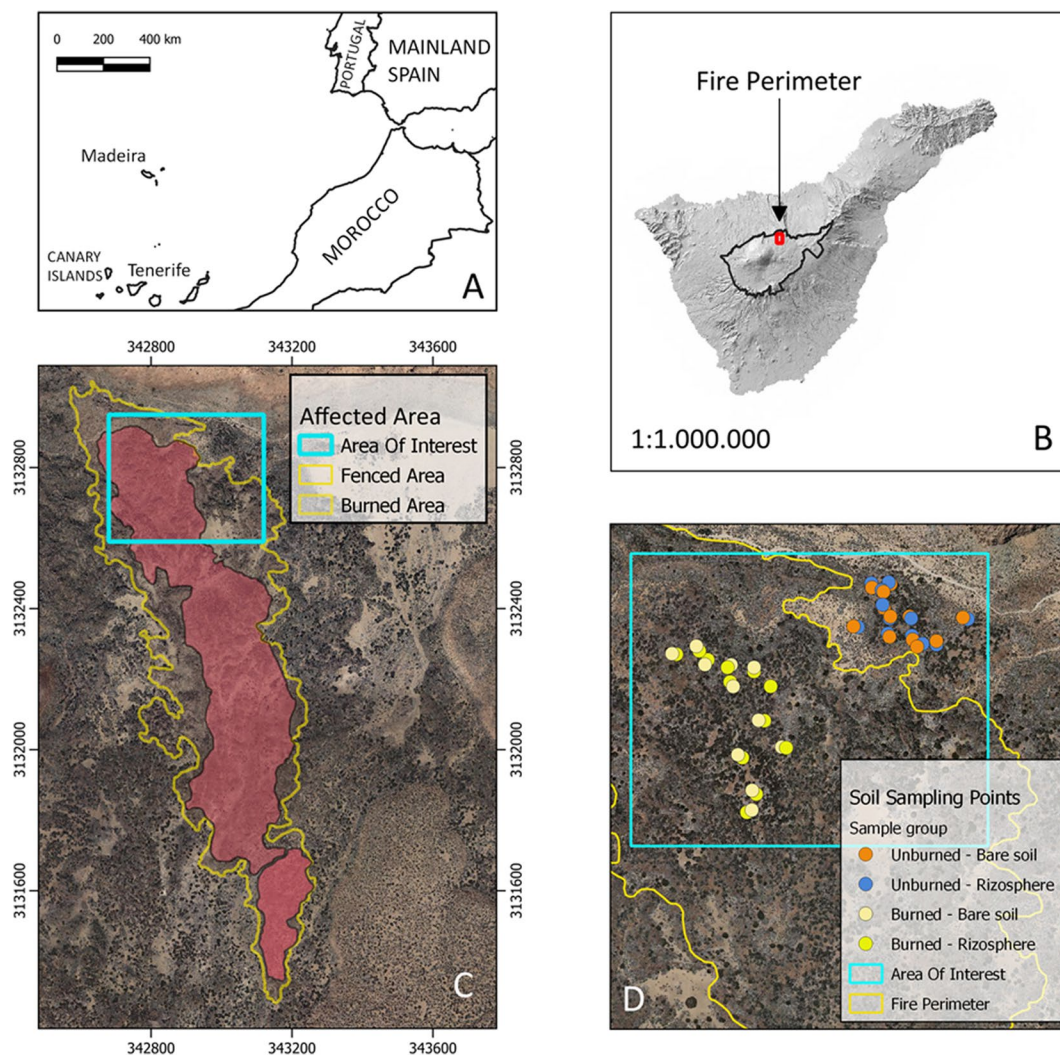 0 200 400 km
PORTUGAL
MAINLAND
SPAIN
Madeira
MOROCCO
CANARY
ISLANDS
Tenerife
A
Fire Perimeter
1:1.000.000
B
342800 343200 343600
3132800
3132400
3132000
3131600
Affected Area
Area Of Interest
Fenced Area
Burned Area
3132800
3132400
3132000
3131600
C
342800 343200 343600
Soil Sampling Points
Sample group
Unburned - Bare soil
Unburned - Rizosphere
Burned - Bare soil
Burned - Rizosphere
Area Of Interest
Fire Perimeter
D